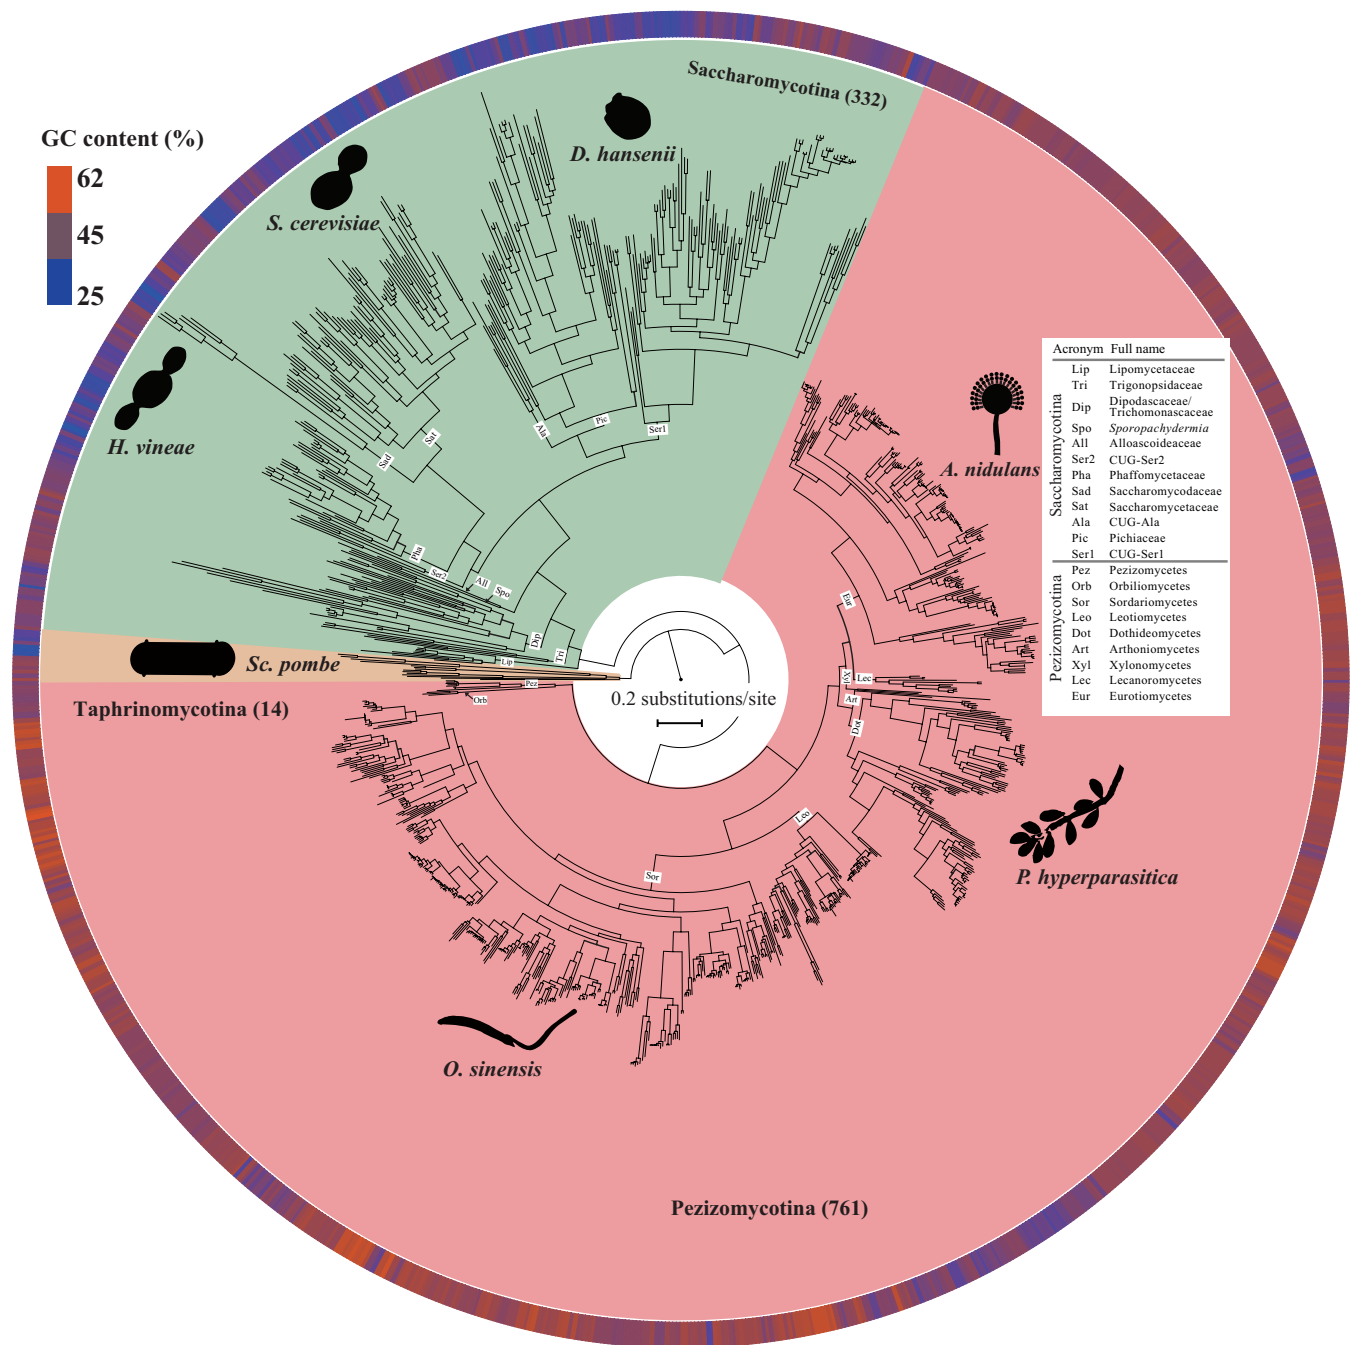 Saccharomycotina (332)
GC content (%)
62
45
25
D. hansenii
S. cerevisiae
H. vineae
A. nidulans
Sc. pombe
Taphrinomycotina (14)
0.2 substitutions/site
P. hyperparasitica
O. sinensis
Pezizomycotina (761)
Sat
Sad
Ala
Pic
Ser1
Pha
Ser2
All
Spo
Dip
Tri
Lip
Pez
Orb
Eur
Xyl
Lec
Art
Dot
Leo
Sor
Acronym Full name
Saccharomycotina
Lip Lipomycetaceae
Tri Trigonopsidaceae
Dip Dipodascaceae/
Trichomonascaceae
Spo Sporopachydermia
All Alloascoideaceae
Ser2 CUG-Ser2
Pha Phaffomycetaceae
Sad Saccharomycodaceae
Sat Saccharomycetaceae
Ala CUG-Ala
Pic Pichiaceae
Ser1 CUG-Ser1
Pezizomycotina
Pez Pezizomycetes
Orb Orbiliomycetes
Sor Sordariomycetes
Leo Leotiomycetes
Dot Dothideomycetes
Art Arthoniomycetes
Xyl Xylonomycetes
Lec Lecanoromycetes
Eur Eurotiomycetes